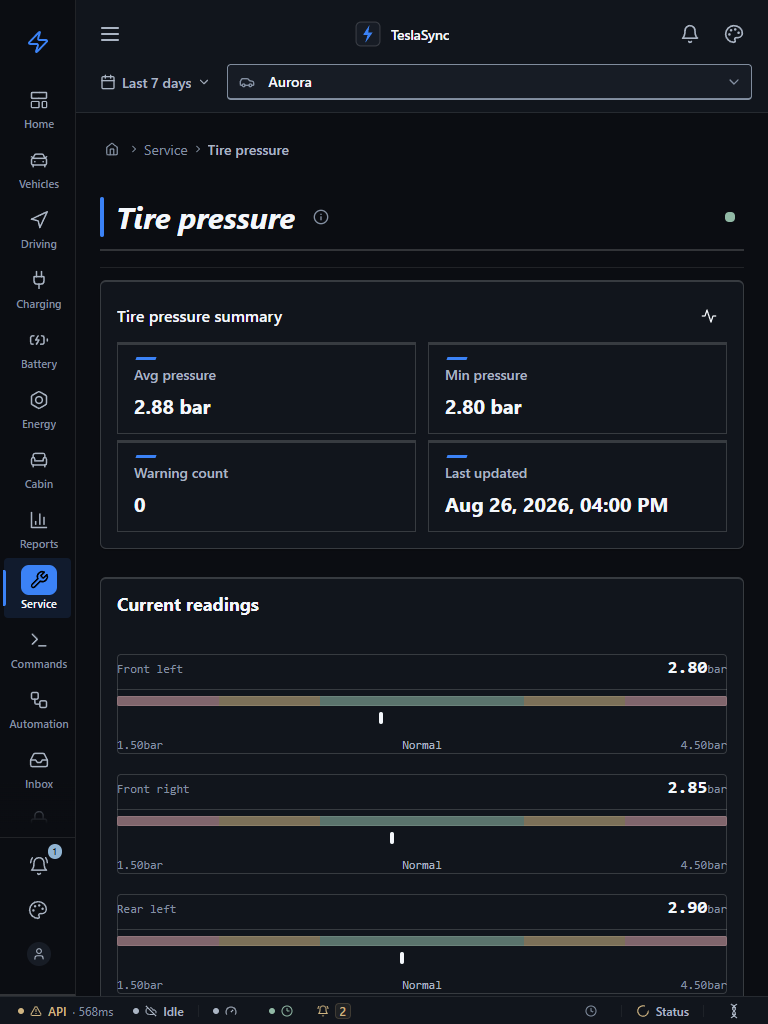 TeslaSync
Last 7 days
Aurora
Home
Vehicles
Driving
Charging
Battery
Energy
Cabin
Reports
Service
Commands
Automation
Inbox
1
Service
Tire pressure
Tire pressure
Tire pressure summary
Avg pressure
2.88 bar
Min pressure
2.80 bar
Warning count
0
Last updated
Aug 26, 2026, 04:00 PM
Current readings
Front left
2.80bar
1.50bar
Normal
4.50bar
Front right
2.85bar
1.50bar
Normal
4.50bar
Rear left
2.90bar
1.50bar
Normal
4.50bar
API · 568ms
Idle
2
Status